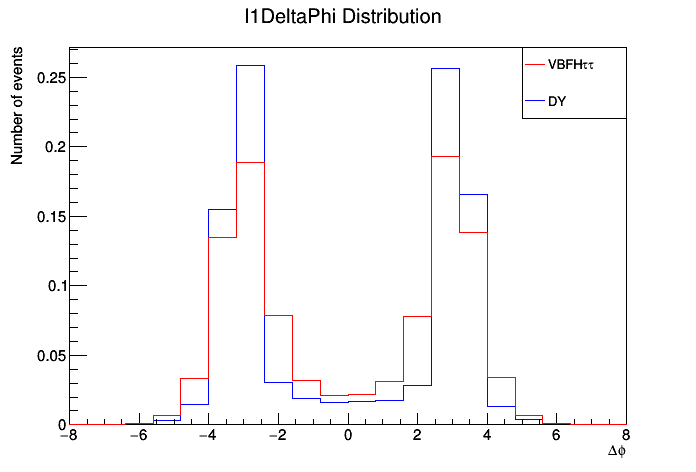 l1DeltaPhi Distribution
Number of events
VBFHττ
DY
0.25
0.2
0.15
0.1
0.05
0
−8 −6 −4 −2 0 2 4 6 8
Δϕ